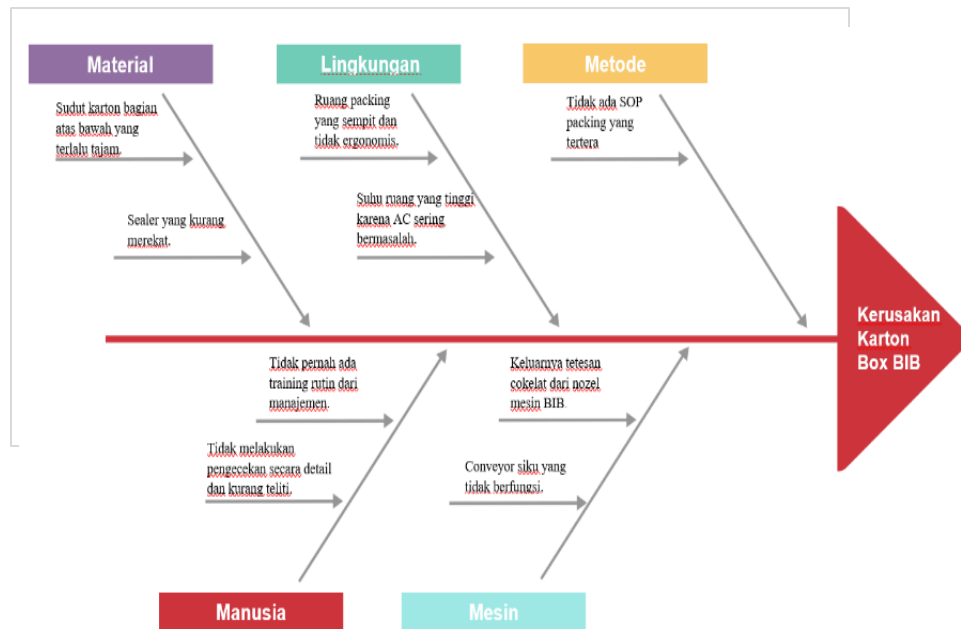 Material
Lingkungan
Metode
Sudut karton bagian
atas bawah yang
terlalu tajam.
Sealer yang kurang
merekat.
Ruang packing
yang sempit dan
tidak ergonomis.
Suhu ruang yang tinggi
karena AC sering
bermasalah.
Tidak ada SOP
packing yang
tertera
Kerusakan
Karton
Box BIB
Tidak pernah ada
training rutin dari
manajemen.
Tidak melakukan
pengecekan secara detail
dan kurang teliti.
Keluarnya tetesan
cokelat dari nozel
mesin BIB
Conveyor siku yang
tidak berfungsi.
Manusia
Mesin